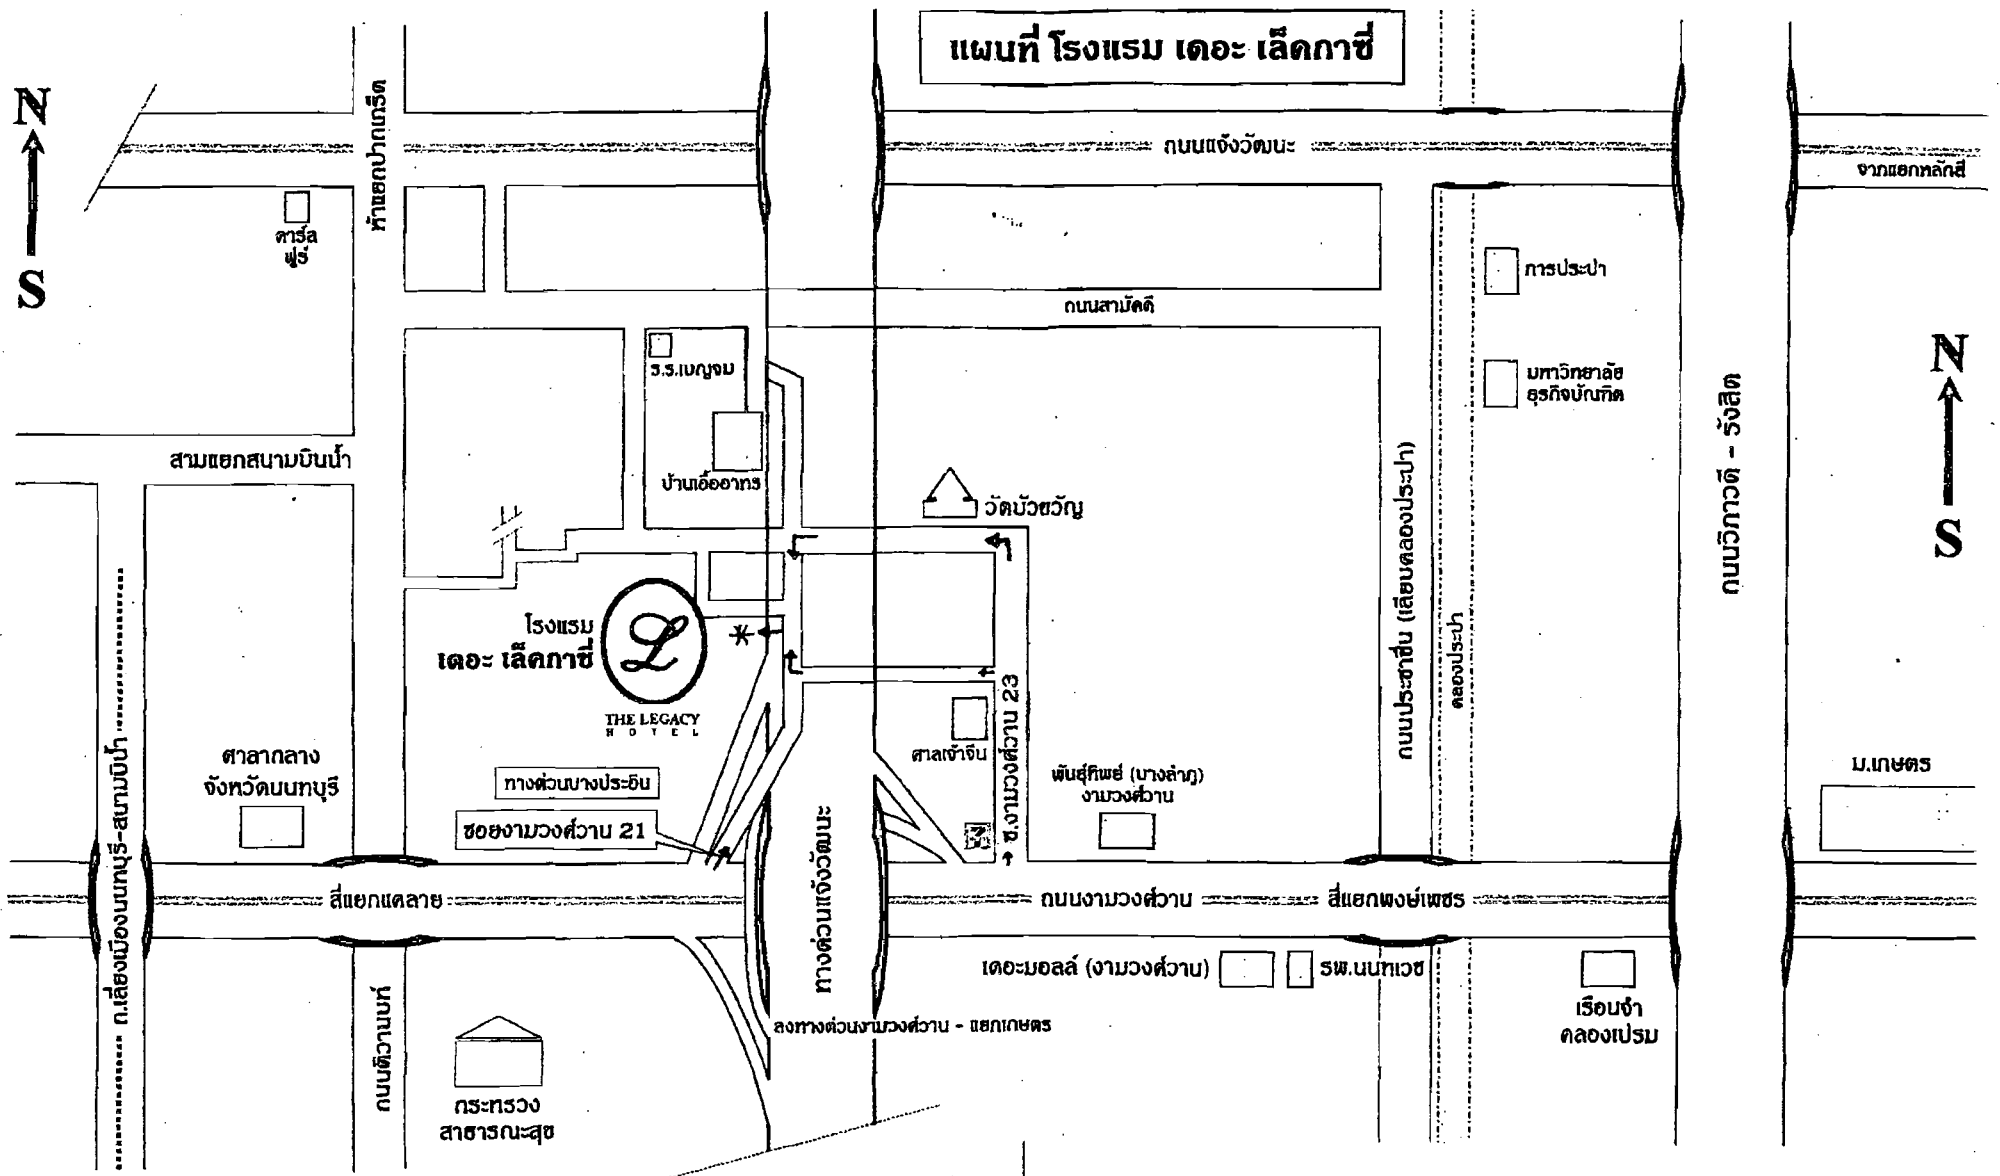 แผนที่ โรงแรม เดอะ เล็คกาซี่
N
S
ห้าแยกปากเกร็ด
ถนนแจ้งวัฒนะ
จากแยกหลักสี่
คาร์ล
ฟูร์
การประปา
ถนนสามัคคี
ร.ร.เบญจม
มหาวิทยาลัย
ธุรกิจบัณฑิต
N
S
ถนนวิภาวดี - รังสิต
สามแยกสนามบินน้ำ
บ้านเอื้ออาทร
วัดบัวขวัญ
ถนนประชาชื่น (เลียบคลองประปา)
คลองประปา
โรงแรม
เดอะ เล็คกาซี่
L
THE LEGACY
HOTEL
ซ.งามวงศ์วาน 23
ศาลเจ้าจีน
ศาลากลาง
จังหวัดนนทบุรี
ถ.เลี่ยงเมืองนนทบุรี-สนามบินน้ำ
ทางด่วนบางประอิน
ซอยงามวงศ์วาน 21
พันธุ์ทิพย์ (บางลำภู)
งามวงศ์วาน
ม.เกษตร
ทางด่วนแจ้งวัฒนะ
สี่แยกแคลาย
ถนนงามวงศ์วาน
สี่แยกพงษ์เพชร
เดอะมอลล์ (งามวงศ์วาน)
รพ.นนทเวช
เรือนจำ
คลองเปรม
ถนนติวานนท์
ลงทางด่วนงามวงศ์วาน - แยกเกษตร
กระทรวง
สาธารณะสุข